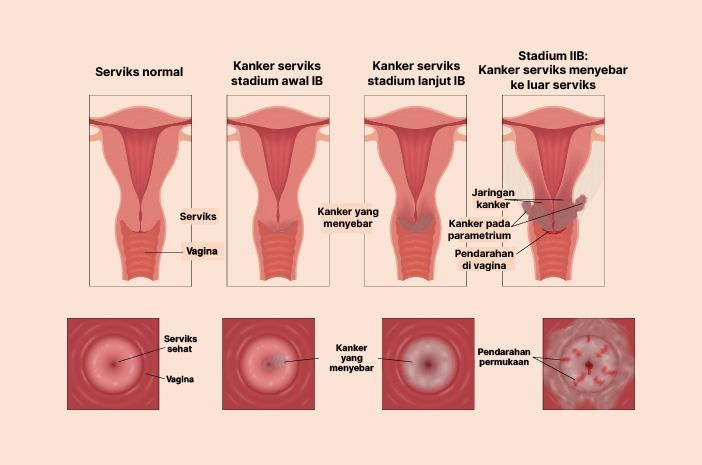 Serviks normal
Kanker serviks
stadium awal IB
Kanker serviks
stadium lanjut IB
Stadium IIB:
Kanker serviks menyebar
ke luar serviks
Serviks
Vagina
Kanker yang
menyebar
Jaringan
kanker
Kanker pada
parametrium
Pendarahan
di vagina
Serviks
sehat
Vagina
Kanker
yang
menyebar
Pendarahan
permukaan